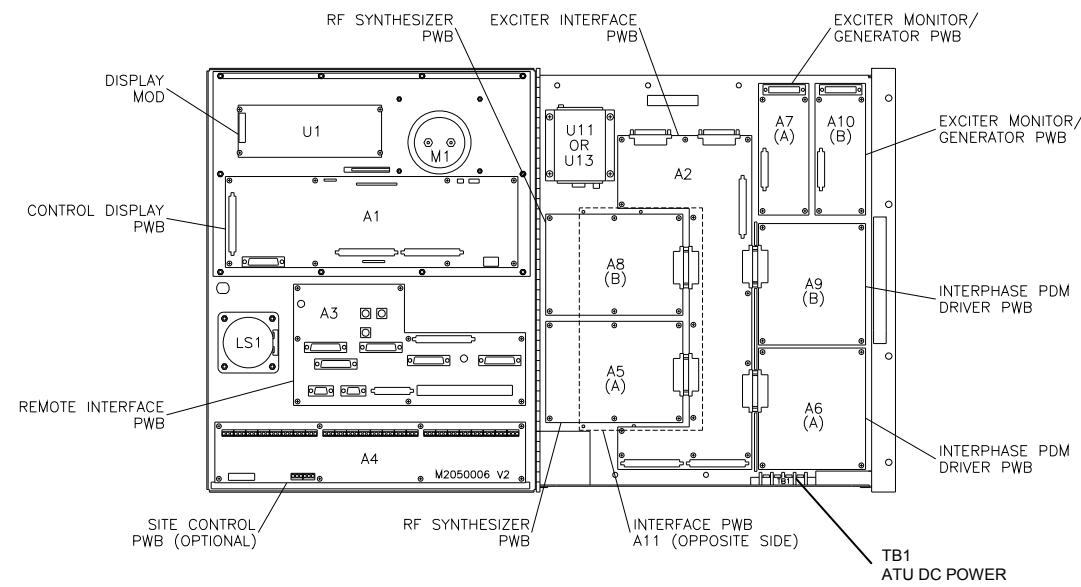 RF SYNTHESIZER
PWB
EXCITER INTERFACE
PWB
EXCITER MONITOR/
GENERATOR PWB
DISPLAY
MOD
U1
M1
U11
OR
U13
A7
(A)
A10
(B)
EXCITER MONITOR/
GENERATOR PWB
A2
CONTROL DISPLAY
PWB
A1
A8
(B)
A9
(B)
INTERPHASE PDM
DRIVER PWB
A3
LS1
A5
(A)
A6
(A)
REMOTE INTERFACE
PWB
INTERPHASE PDM
DRIVER PWB
A4
M2050006 V2
TB1
SITE CONTROL
PWB (OPTIONAL)
RF SYNTHESIZER
PWB
INTERFACE PWB
A11 (OPPOSITE SIDE)
TB1
ATU DC POWER